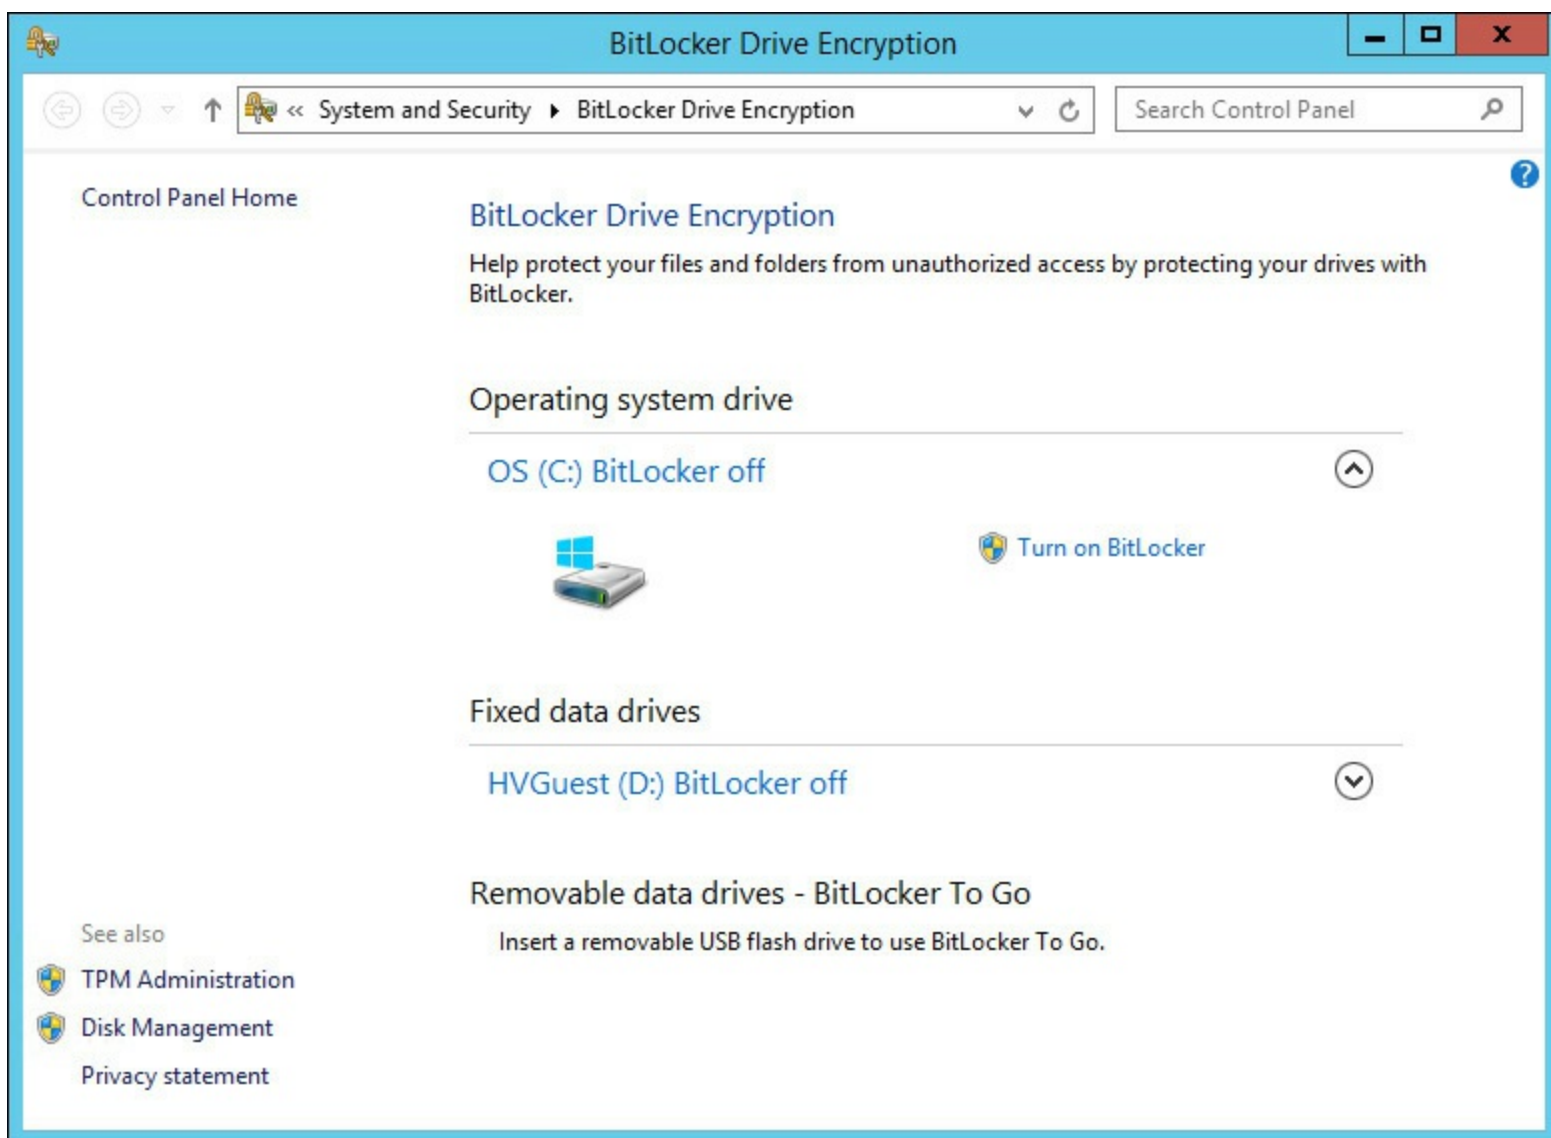 BitLocker Drive Encryption
« System and Security ▸ BitLocker Drive Encryption
Search Control Panel
Control Panel Home
BitLocker Drive Encryption
Help protect your files and folders from unauthorized access by protecting your drives with
BitLocker.
Operating system drive
OS (C:) BitLocker off
Turn on BitLocker
Fixed data drives
HVGuest (D:) BitLocker off
Removable data drives - BitLocker To Go
Insert a removable USB flash drive to use BitLocker To Go.
See also
TPM Administration
Disk Management
Privacy statement